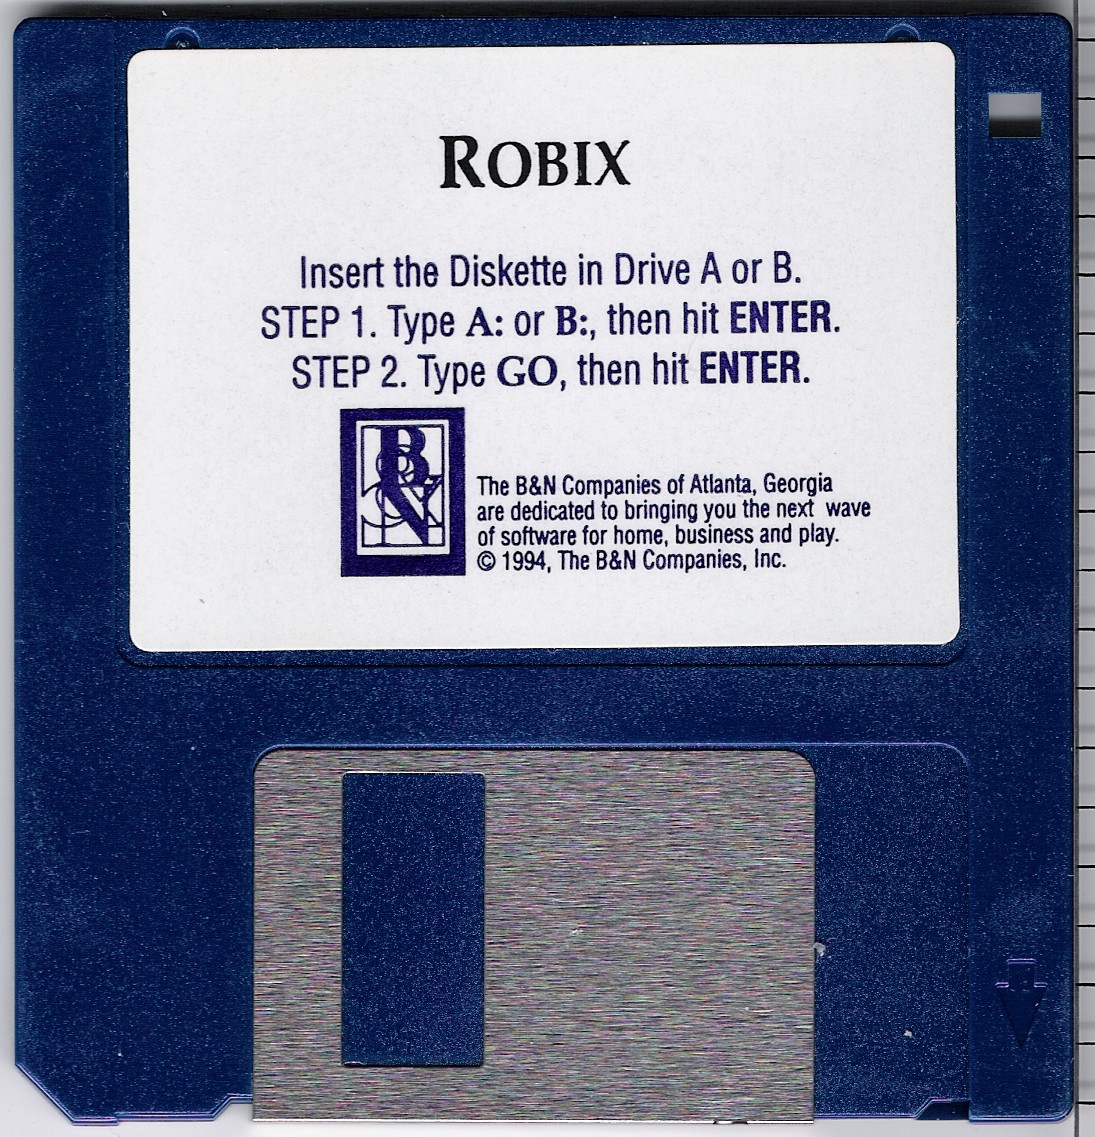 ROBIX
Insert the Diskette in Drive A or B.
STEP 1. Type A: or B:, then hit ENTER.
STEP 2. Type GO, then hit ENTER.
B&N
The B&N Companies of Atlanta, Georgia
are dedicated to bringing you the next wave
of software for home, business and play.
© 1994, The B&N Companies, Inc.